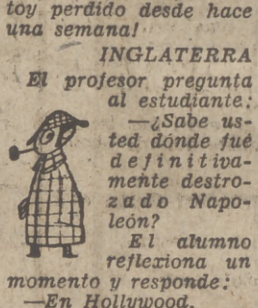 toy perdido desde hace
una semana!
INGLATERRA
El profesor pregunta
al estudiante:
—¿Sabe us-
ted dónde fué
definitiva-
mente destro-
zado Napo-
león?
El alumno
reflexiona un
momento y responde:
—En Hollywood.